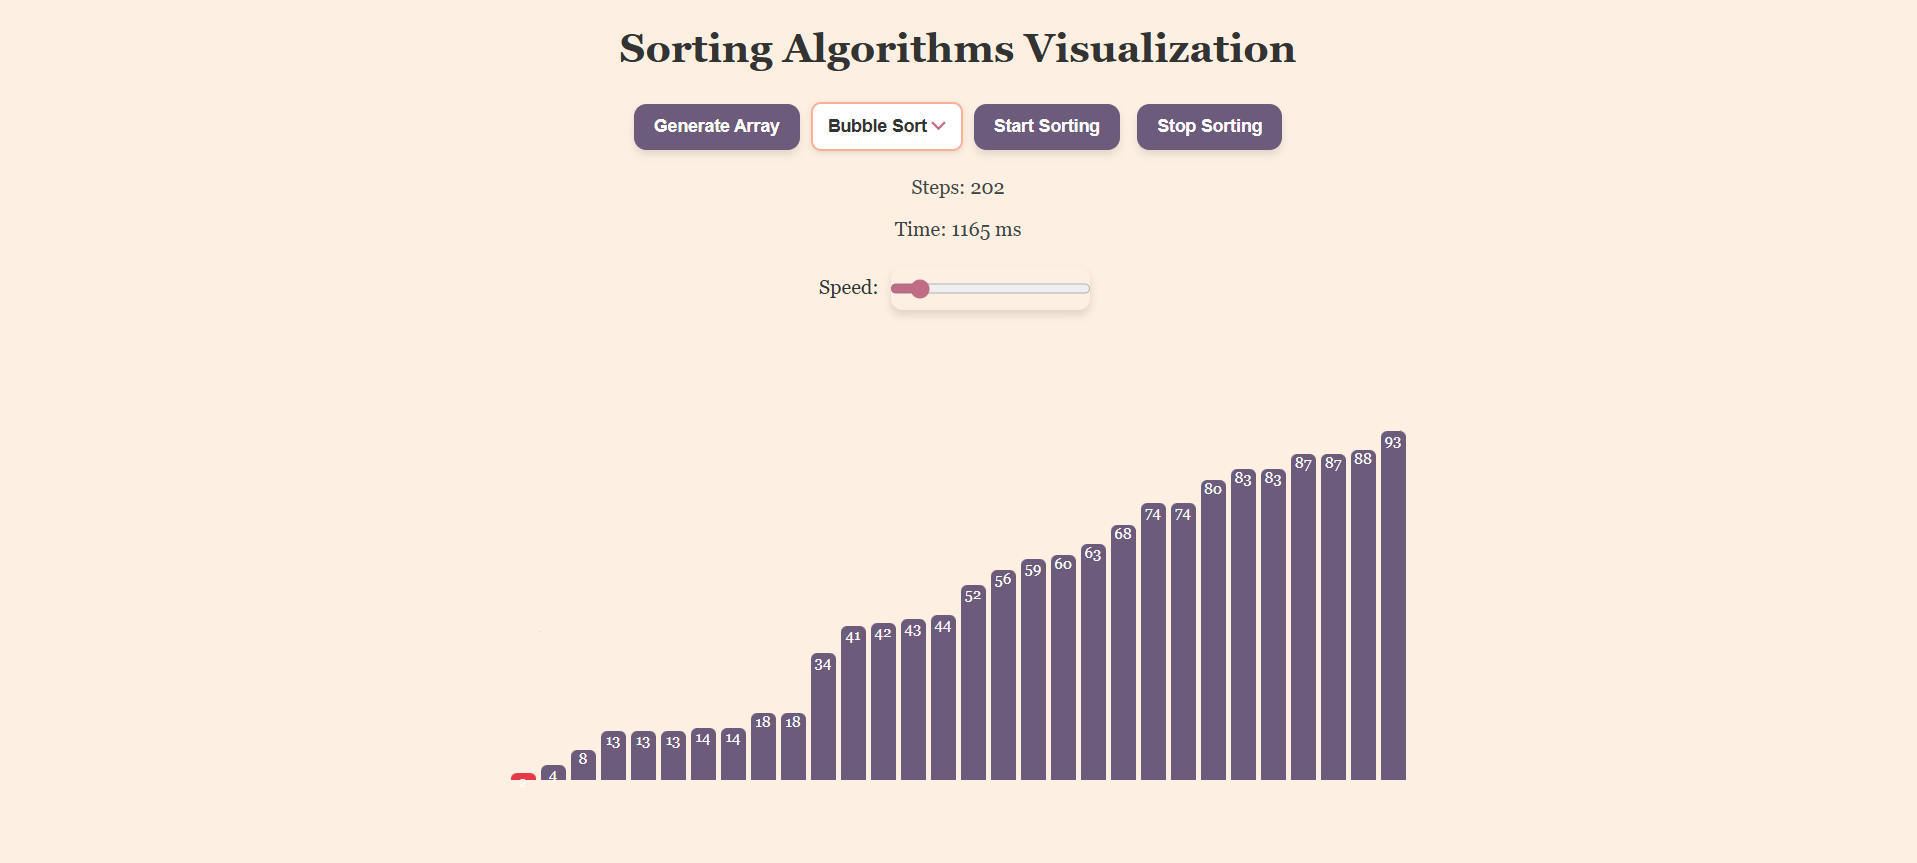 Sorting Algorithms Visualization
Generate Array Bubble Sort Start Sorting Stop Sorting
Steps: 202
Time: 1165 ms
Speed:
4 8 13 13 13 14 14 18 18 34 41 42 43 44 52 56 59 60 63 68 74 74 80 83 83 87 87 88 93